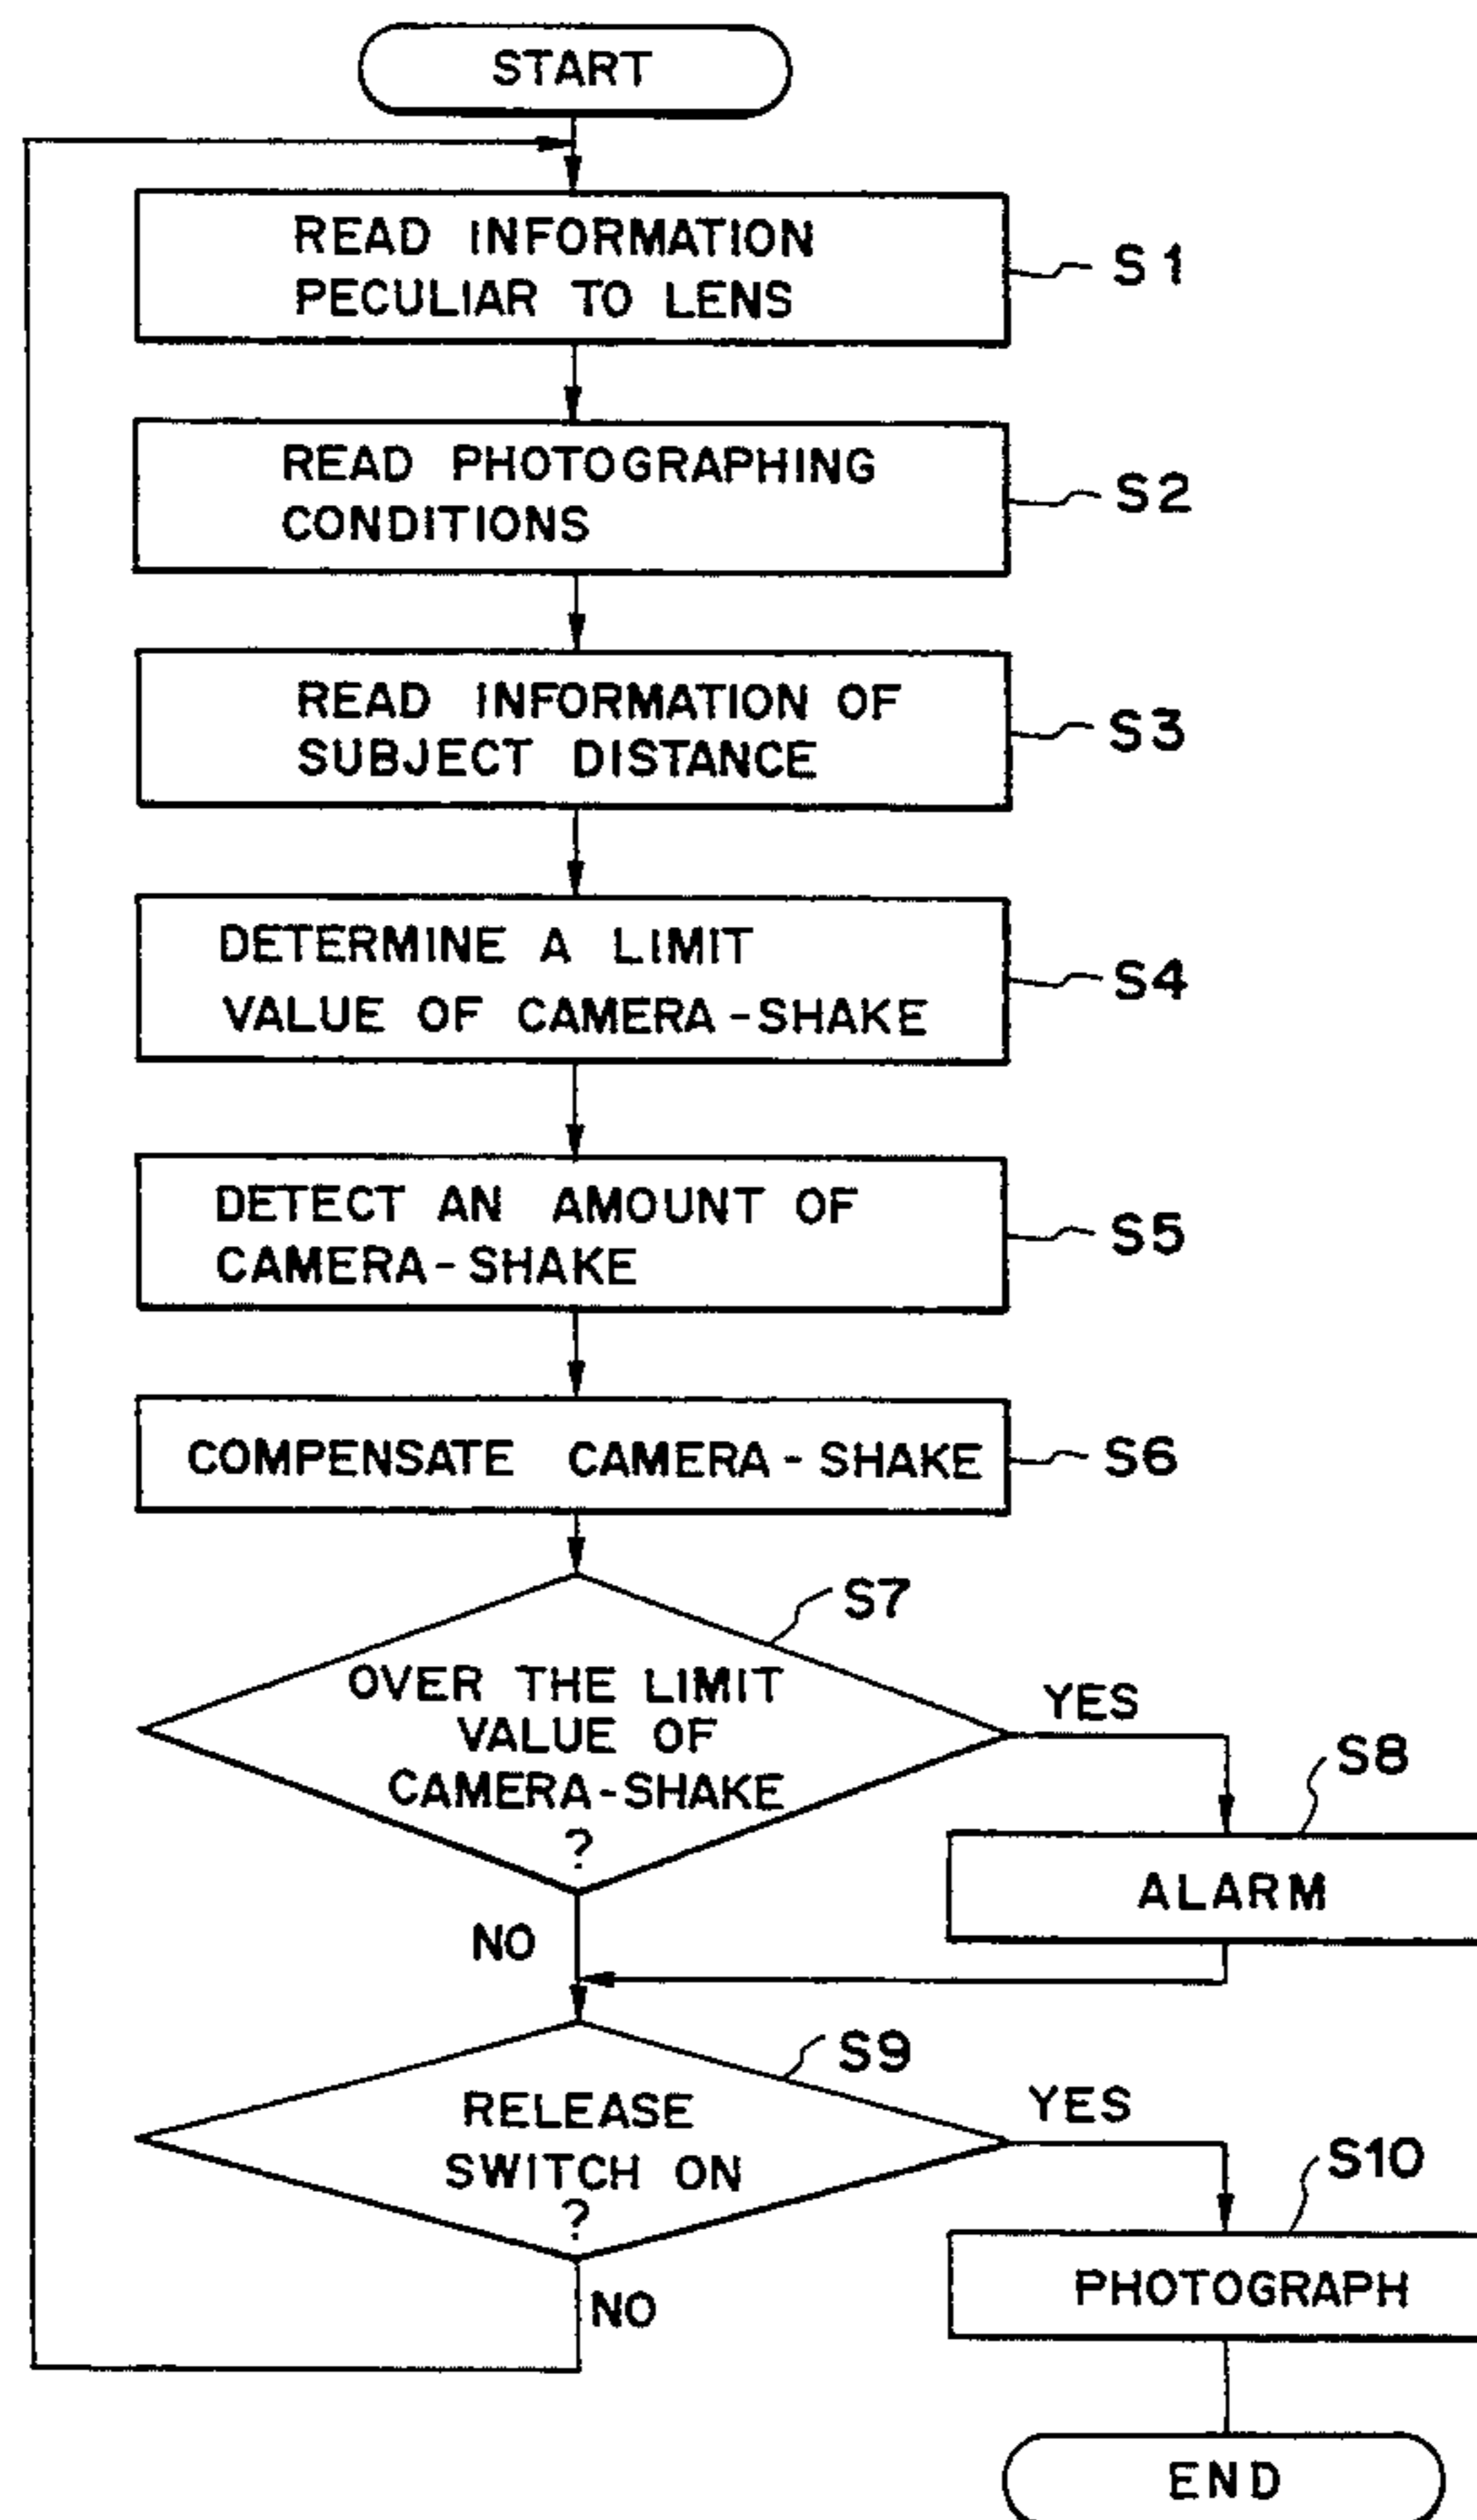 START
READ INFORMATION
PECULIAR TO LENS
S1
READ PHOTOGRAPHING
CONDITIONS
S2
READ INFORMATION OF
SUBJECT DISTANCE
S3
DETERMINE A LIMIT
VALUE OF CAMERA-SHAKE
S4
DETECT AN AMOUNT OF
CAMERA-SHAKE
S5
COMPENSATE CAMERA-SHAKE
S6
S7
OVER THE LIMIT
VALUE OF
CAMERA-SHAKE
?
YES
S8
ALARM
NO
S9
RELEASE
SWITCH ON
?
YES
S10
PHOTOGRAPH
NO
END